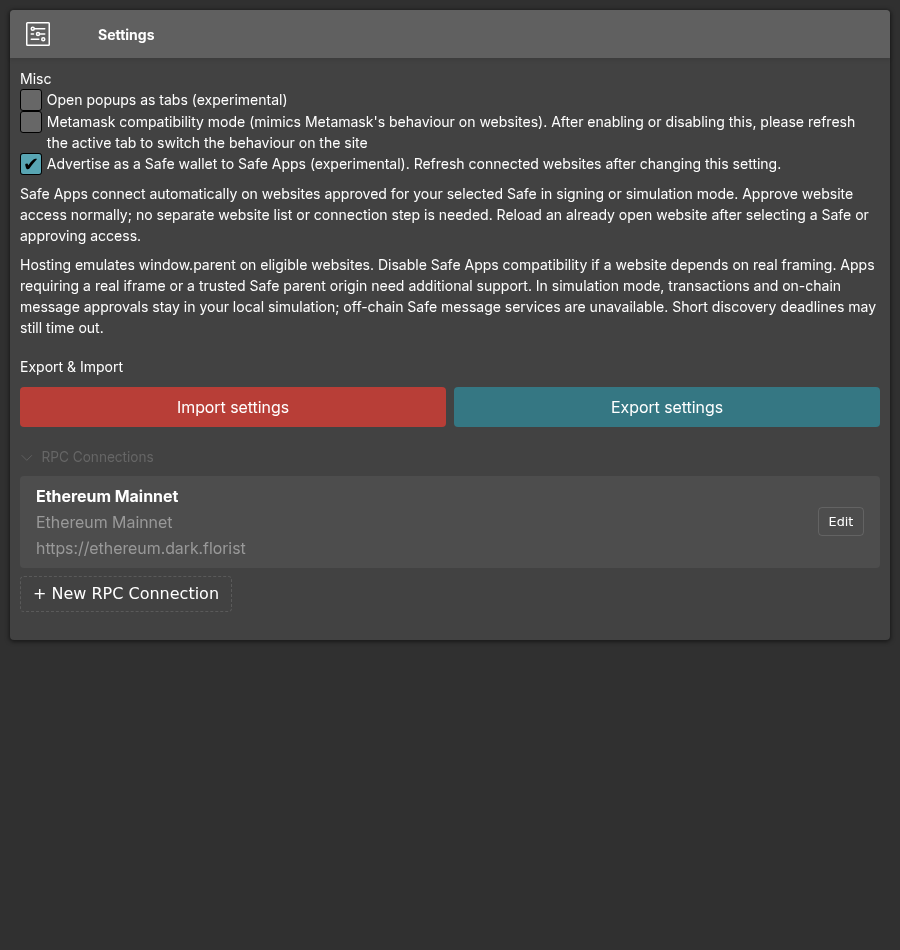 Settings
Misc
Open popups as tabs (experimental)
Metamask compatibility mode (mimics Metamask's behaviour on websites). After enabling or disabling this, please refresh
the active tab to switch the behaviour on the site
Advertise as a Safe wallet to Safe Apps (experimental). Refresh connected websites after changing this setting.
Safe Apps connect automatically on websites approved for your selected Safe in signing or simulation mode. Approve website
access normally; no separate website list or connection step is needed. Reload an already open website after selecting a Safe or
approving access.
Hosting emulates window.parent on eligible websites. Disable Safe Apps compatibility if a website depends on real framing. Apps
requiring a real iframe or a trusted Safe parent origin need additional support. In simulation mode, transactions and on-chain
message approvals stay in your local simulation; off-chain Safe message services are unavailable. Short discovery deadlines may
still time out.
Export & Import
Import settings
Export settings
RPC Connections
Ethereum Mainnet
Ethereum Mainnet
https://ethereum.dark.florist
Edit
+ New RPC Connection